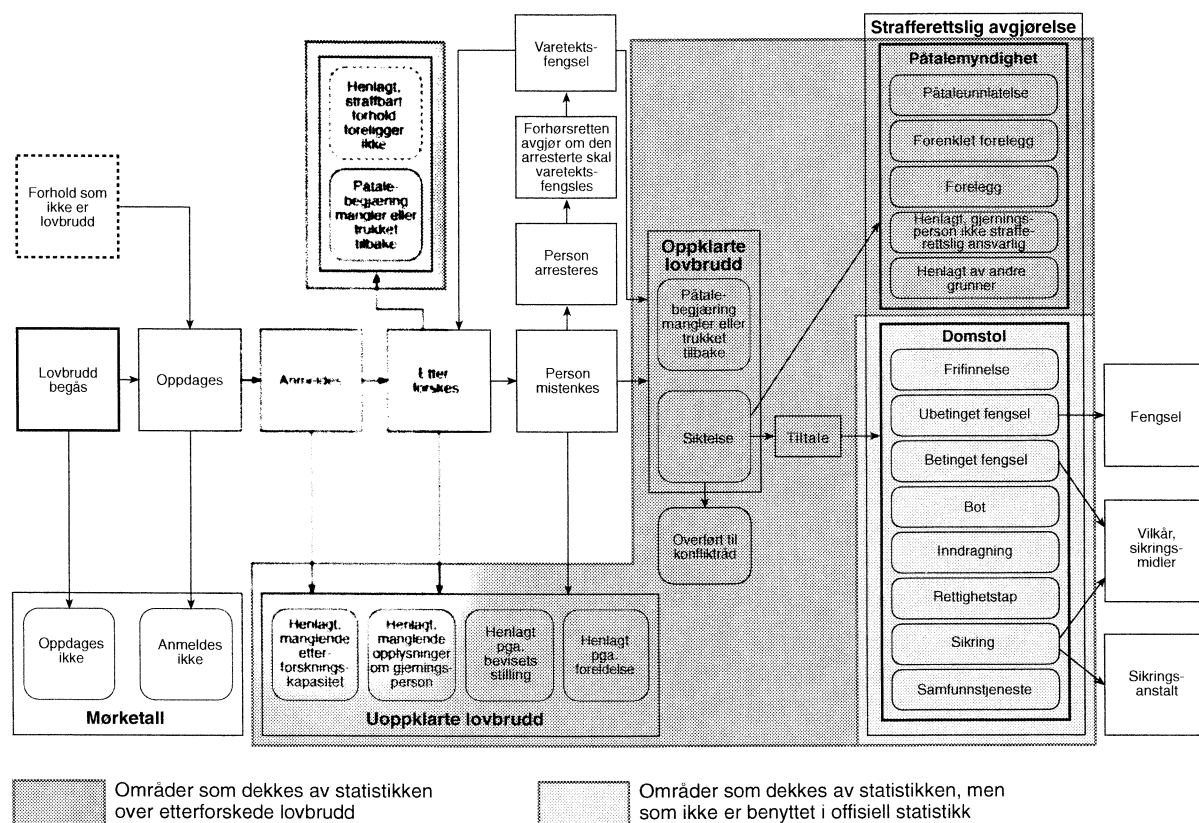 Strafferettslig avgjørelse
Påtalemyndighet
Påtaleunnlatelse
Forenklet forelegg
Forelegg
Henlagt, gjernings-
person ikke straffe-
rettslig ansvarlig
Henlagt av andre
grunner
Varetekts-
fengsel
Henlagt,
straffbart
forhold
foreligger
ikke
Påtale-
begjæring
mangler eller
trukket
tilbake
Forhørsretten
avgjør om den
arresterte skal
varetekts-
fengsles
Forhold som
ikke er
lovbrudd
Person
arresteres
Oppklarte
lovbrudd
Påtale-
begjæring
mangler eller
trukket
tilbake
Siktelse
Lovbrudd
begås
Oppdages
Anmeldes
Etter
forskes
Person
mistenkes
Tiltale
Overført til
konfliktråd
Domstol
Frifinnelse
Ubetinget fengsel
Betinget fengsel
Bot
Inndragning
Rettighetstap
Sikring
Samfunnstjeneste
Fengsel
Vilkår,
sikrings-
midler
Sikrings-
anstalt
Oppdages
ikke
Anmeldes
ikke
Mørketall
Henlagt,
manglende
etter-
forsknings-
kapasitet
Henlagt,
manglende
opplysninger
om gjernings-
person
Henlagt
pga.
bevisets
stilling
Henlagt
pga.
foreldelse
Uoppklarte lovbrudd
Områder som dekkes av statistikken
over etterforskede lovbrudd
Områder som dekkes av statistikken, men
som ikke er benyttet i offisiell statistikk